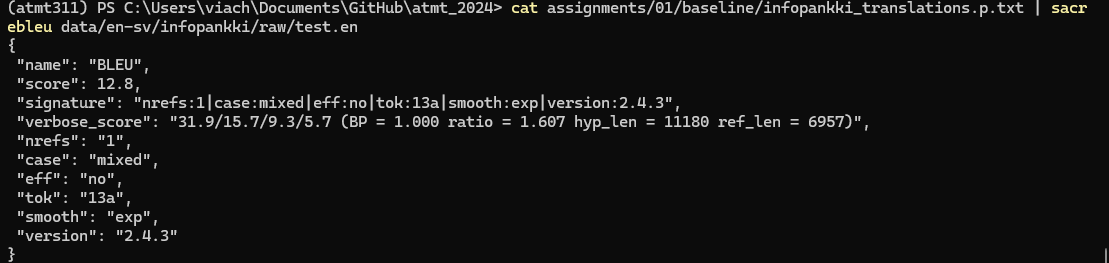 (atmt311) PS C:\Users\viach\Documents\GitHub\atmt_2024> cat assignments/01/baseline/infopankki_translations.p.txt | sacr
ebleu data/en-sv/infopankki/raw/test.en
{
 "name": "BLEU",
 "score": 12.8,
 "signature": "nrefs:1|case:mixed|eff:no|tok:13a|smooth:exp|version:2.4.3",
 "verbose_score": "31.9/15.7/9.3/5.7 (BP = 1.000 ratio = 1.607 hyp_len = 11180 ref_len = 6957)",
 "nrefs": "1",
 "case": "mixed",
 "eff": "no",
 "tok": "13a",
 "smooth": "exp",
 "version": "2.4.3"
}